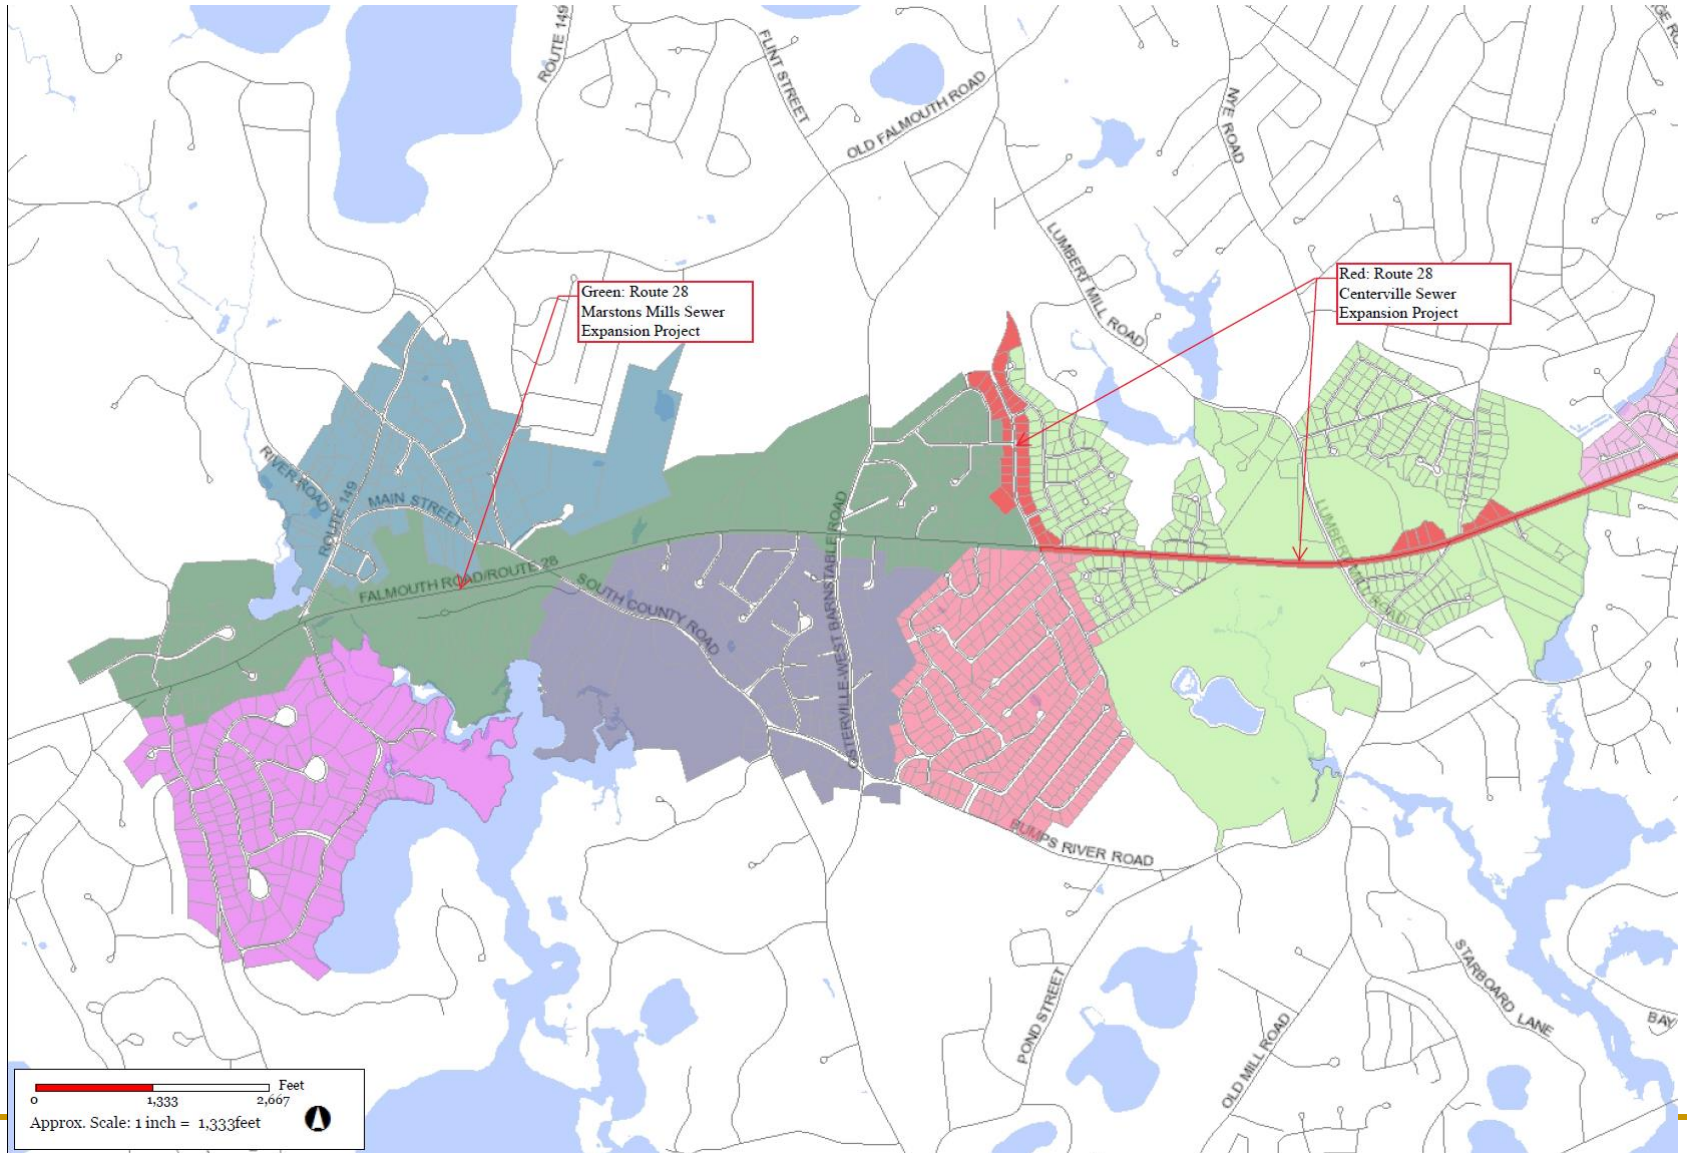 ROUTE 149
FLINT STREET
OLD FALMOUTH ROAD
NYE ROAD
GE RO
LUMBERT MILL ROAD
Green: Route 28
Marstons Mills Sewer
Expansion Project
Red: Route 28
Centerville Sewer
Expansion Project
RIVER ROAD
ROUTE 149
MAIN STREET
FALMOUTH ROAD/ROUTE 28
SOUTH COUNTY ROAD
OSTERVILLE-WEST BARNSTABLE ROAD
LUMBERT MILL ROAD
BUMPS RIVER ROAD
POND STREET
OLD MILL ROAD
STARBOARD LANE
BAY
Feet
0 1,333 2,667
Approx. Scale: 1 inch = 1,333feet